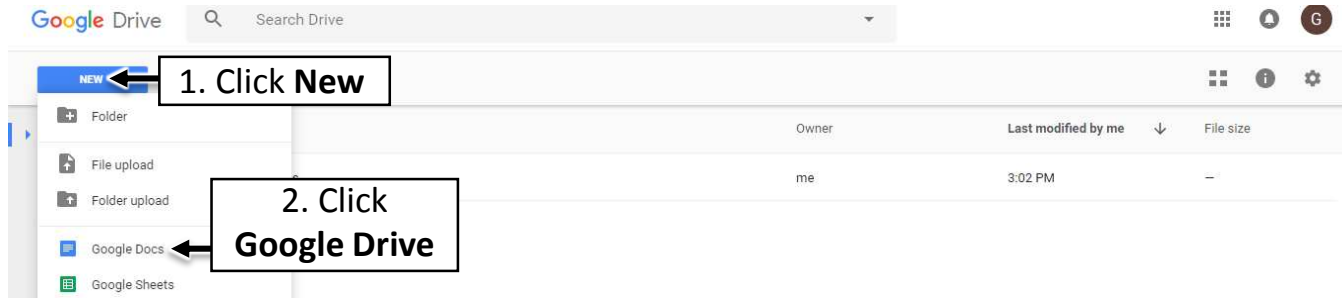 Google Drive Search Drive G
NEW 1. Click New
Folder
Owner Last modified by me File size
File upload
me 3:02 PM –
Folder upload
2. Click
Google Drive
Google Docs
Google Sheets